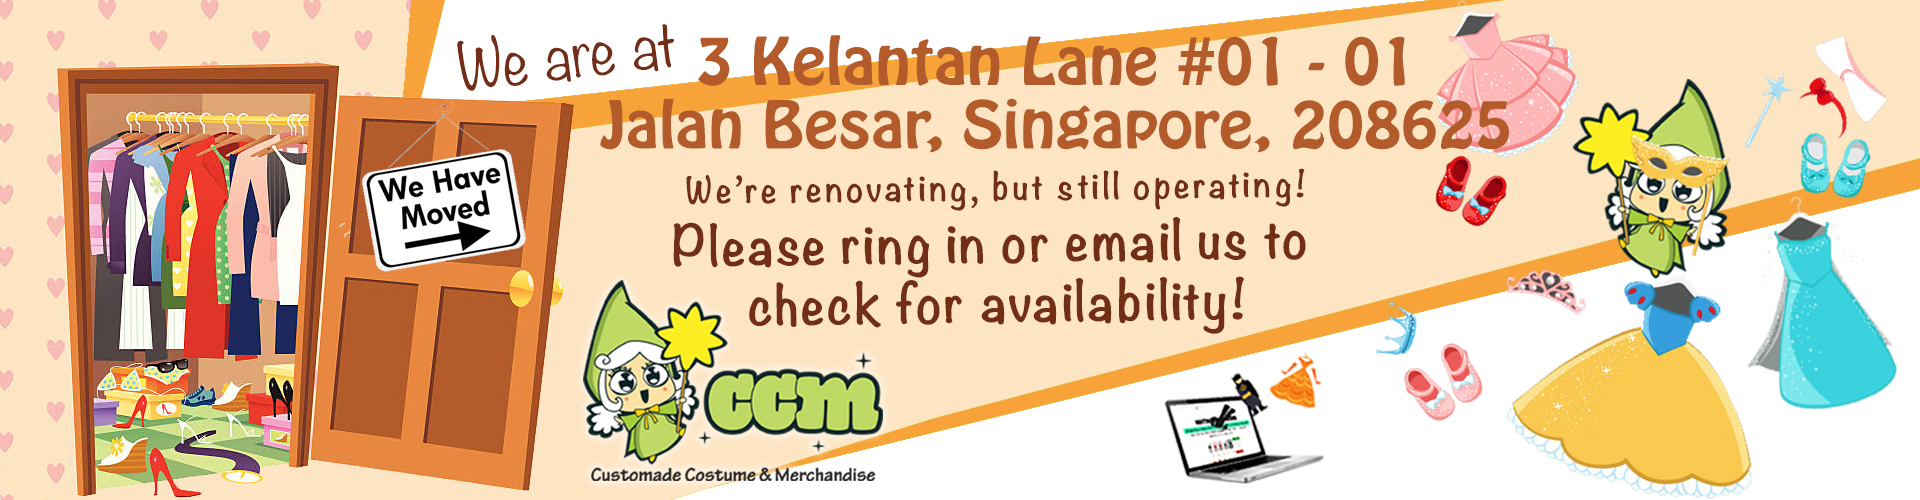 We are at 3 Kelantan Lane #01 - 01
Jalan Besar, Singapore, 208625
We're renovating, but still operating!
Please ring in or email us to
check for availability!
We Have
Moved
CCM
Customade Costume & Merchandise